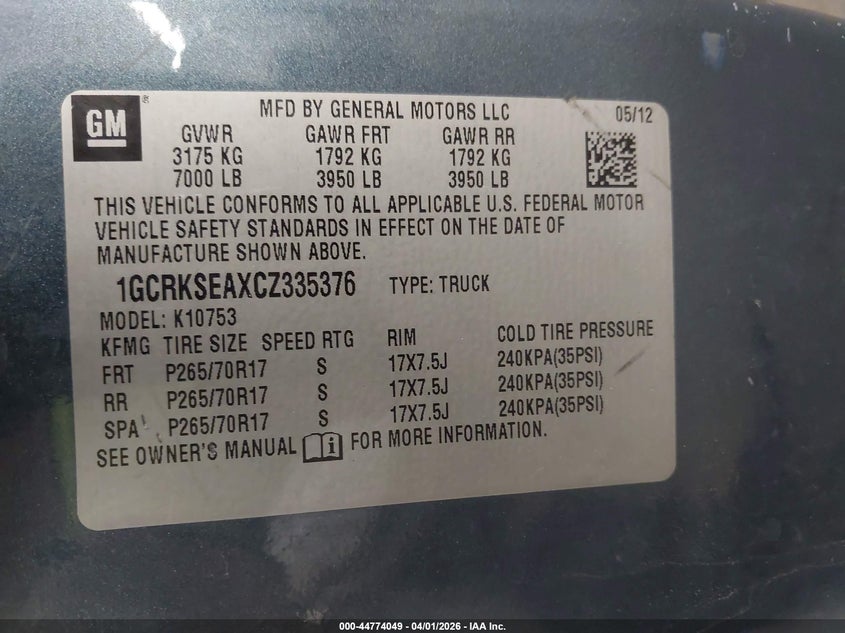 GM ®
MFD BY GENERAL MOTORS LLC 05/12
GVWR GAWR FRT GAWR RR
3175 KG 1792 KG 1792 KG
7000 LB 3950 LB 3950 LB
THIS VEHICLE CONFORMS TO ALL APPLICABLE U.S. FEDERAL MOTOR
VEHICLE SAFETY STANDARDS IN EFFECT ON THE DATE OF
MANUFACTURE SHOWN ABOVE.
1GCRKSEAXCZ335376 TYPE: TRUCK
MODEL: K10753
KFMG TIRE SIZE SPEED RTG RIM COLD TIRE PRESSURE
FRT P265/70R17 S 17X7.5J 240KPA(35PSI)
RR P265/70R17 S 17X7.5J 240KPA(35PSI)
SPA P265/70R17 S 17X7.5J 240KPA(35PSI)
SEE OWNER'S MANUAL i FOR MORE INFORMATION.
000-44774049 - 04/01/2026 - IAA Inc.